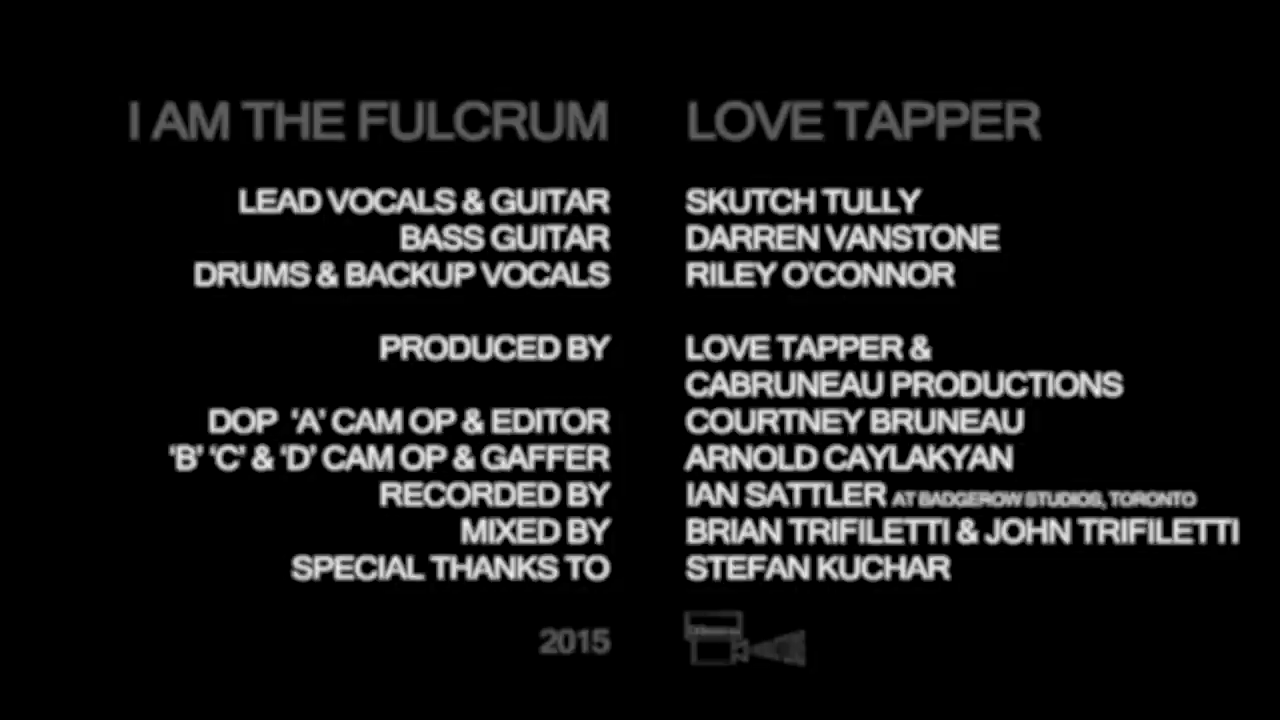 I AM THE FULCRUM LOVE TAPPER
LEAD VOCALS & GUITAR SKUTCH TULLY
BASS GUITAR DARREN VANSTONE
DRUMS & BACKUP VOCALS RILEY O'CONNOR
PRODUCED BY LOVE TAPPER &
CABRUNEAU PRODUCTIONS
DOP 'A' CAM OP & EDITOR COURTNEY BRUNEAU
'B' 'C' & 'D' CAM OP & GAFFER ARNOLD CAYLAKYAN
RECORDED BY IAN SATTLER AT BADGEROW STUDIOS, TORONTO
MIXED BY BRIAN TRIFILETTI & JOHN TRIFILETTI
SPECIAL THANKS TO STEFAN KUCHAR
2015